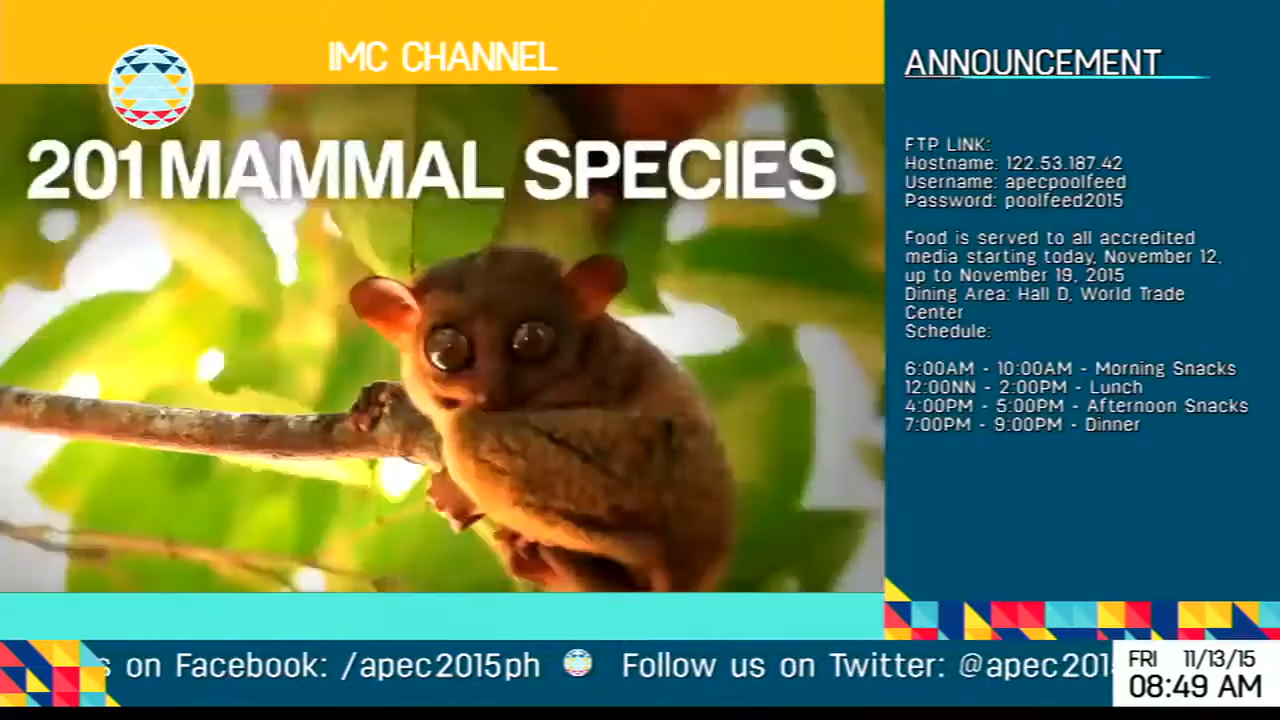 IMC CHANNEL
201 MAMMAL SPECIES
ANNOUNCEMENT
FTP LINK:
Hostname: 122.53.187.42
Username: apecpoolfeed
Password: poolfeed2015
Food is served to all accredited
media starting today, November 12,
up to November 19, 2015
Dining Area: Hall D, World Trade
Center
Schedule:
6:00AM - 10:00AM - Morning Snacks
12:00NN - 2:00PM - Lunch
4:00PM - 5:00PM - Afternoon Snacks
7:00PM - 9:00PM - Dinner
s on Facebook: /apec2015ph Follow us on Twitter: @apec201
FRI 11/13/15
08:49 AM